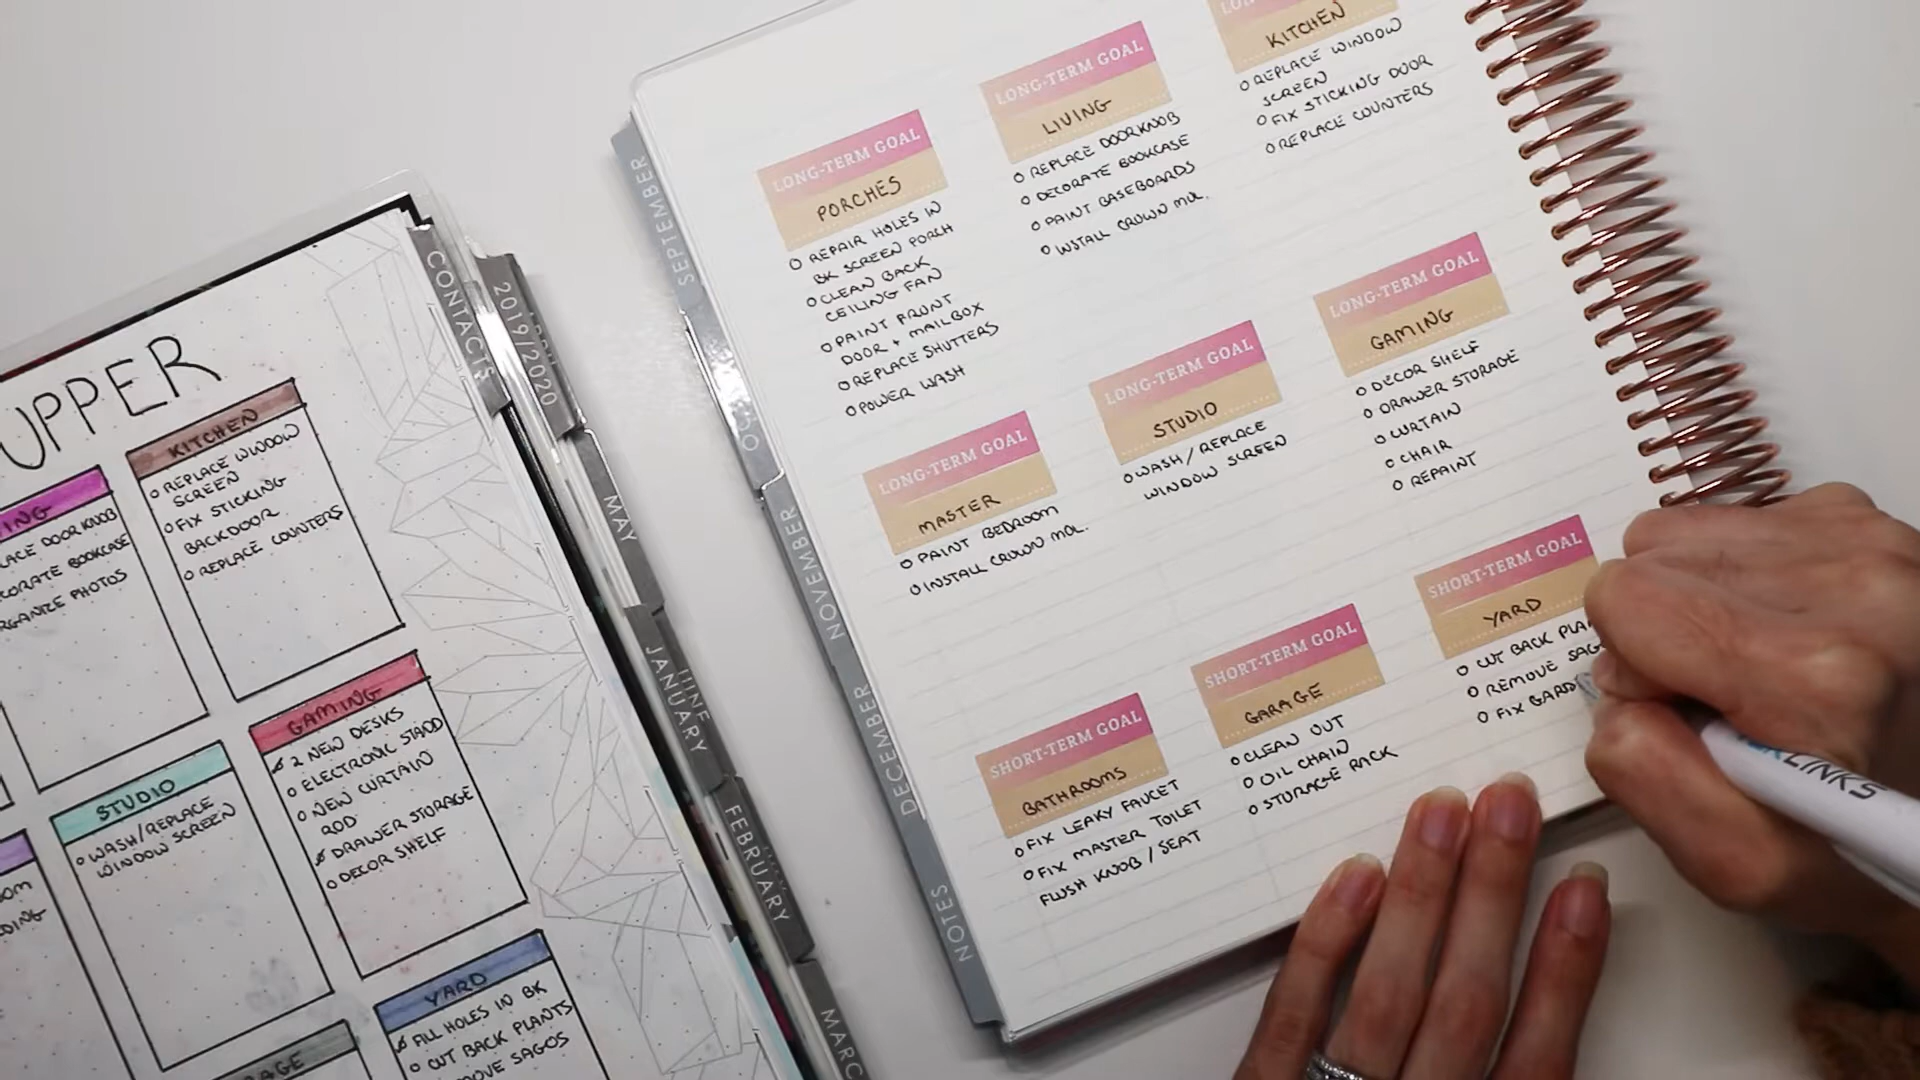 UPPER
KITCHEN
O REPLACE WINDOW
SCREEN
O FIX STICKING
BACKDOOR
O REPLACE COUNTERS
BOOKCASE
PHOTOS
GAMING
2 NEW DESKS
O ELECTRONIC STAND
O NEW CURTAIN
ROD
DRAWER STORAGE
O DECOR SHELF
STUDIO
O WASH/REPLACE
WINDOW SCREEN
YARD
FILL HOLES IN BK
O CUT BACK PLANTS
SAGOS
CONTACTS
2019/2020
MAY
JUNE
JANUARY
FEBRUARY
SEPTEMBER
NOVEMBER
DECEMBER
NOTES
LONG-TERM GOAL
PORCHES
O REPAIR HOLES IN
BK SCREEN PORCH
O CLEAN BACK
CEILING FAN
O PAINT FRONT
DOOR + MAILBOX
O REPLACE SHUTTERS
O POWER WASH
LONG-TERM GOAL
LIVING
O REPLACE DOORKNOB
O DECORATE BOOKCASE
O PAINT BASEBOARDS
O INSTALL CROWN MOL.
KITCHEN
O REPLACE WINDOW
SCREEN
O FIX STICKING DOOR
O REPLACE COUNTERS
LONG-TERM GOAL
MASTER
O PAINT BEDROOM
O INSTALL CROWN MOL.
LONG-TERM GOAL
STUDIO
O WASH / REPLACE
WINDOW SCREEN
LONG-TERM GOAL
GAMING
O DECOR SHELF
O DRAWER STORAGE
O CURTAIN
O CHAIR
O REPAINT
SHORT-TERM GOAL
BATHROOMS
O FIX LEAKY FAUCET
O FIX MASTER TOILET
FLUSH KNOB / SEAT
SHORT-TERM GOAL
GARAGE
O CLEAN OUT
O OIL CHAIN
O STORAGE RACK
SHORT-TERM GOAL
YARD
O CUT BACK
O REMOVE
O FIX